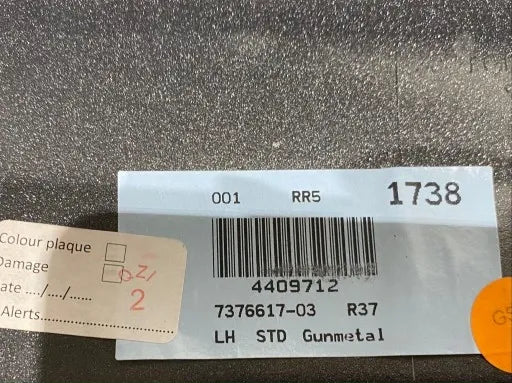 001 RR5 1738
4409712
7376617-03 R37
LH STD Gunmetal
Colour plaque
Damage
ate ..../..../......
Alerts
2